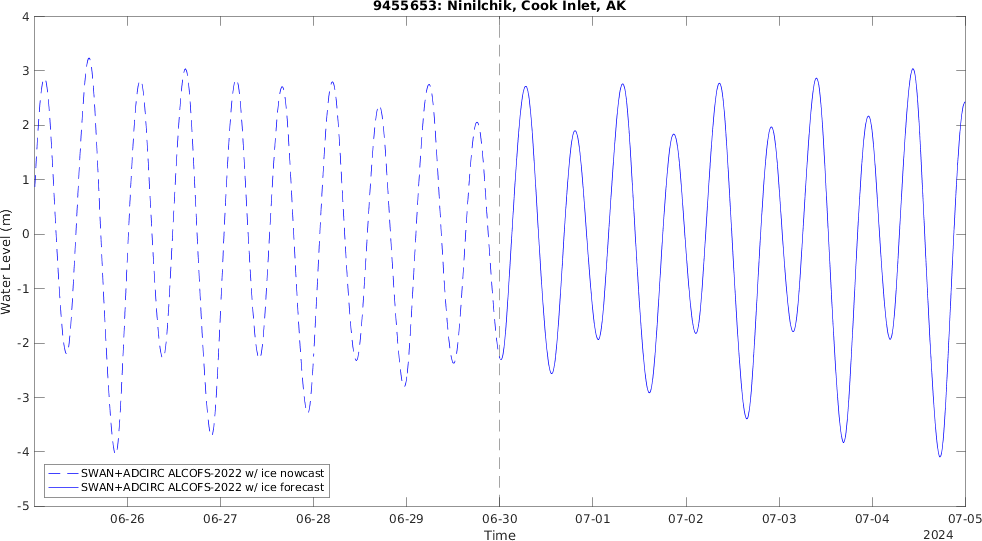 9455653: Ninilchik, Cook Inlet, AK
4
3
2
1
0
-1
-2
-3
-4
-5
Water Level (m)
SWAN+ADCIRC ALCOFS-2022 w/ ice nowcast
SWAN+ADCIRC ALCOFS-2022 w/ ice forecast
06-26 06-27 06-28 06-29 06-30 07-01 07-02 07-03 07-04 07-05
Time
2024